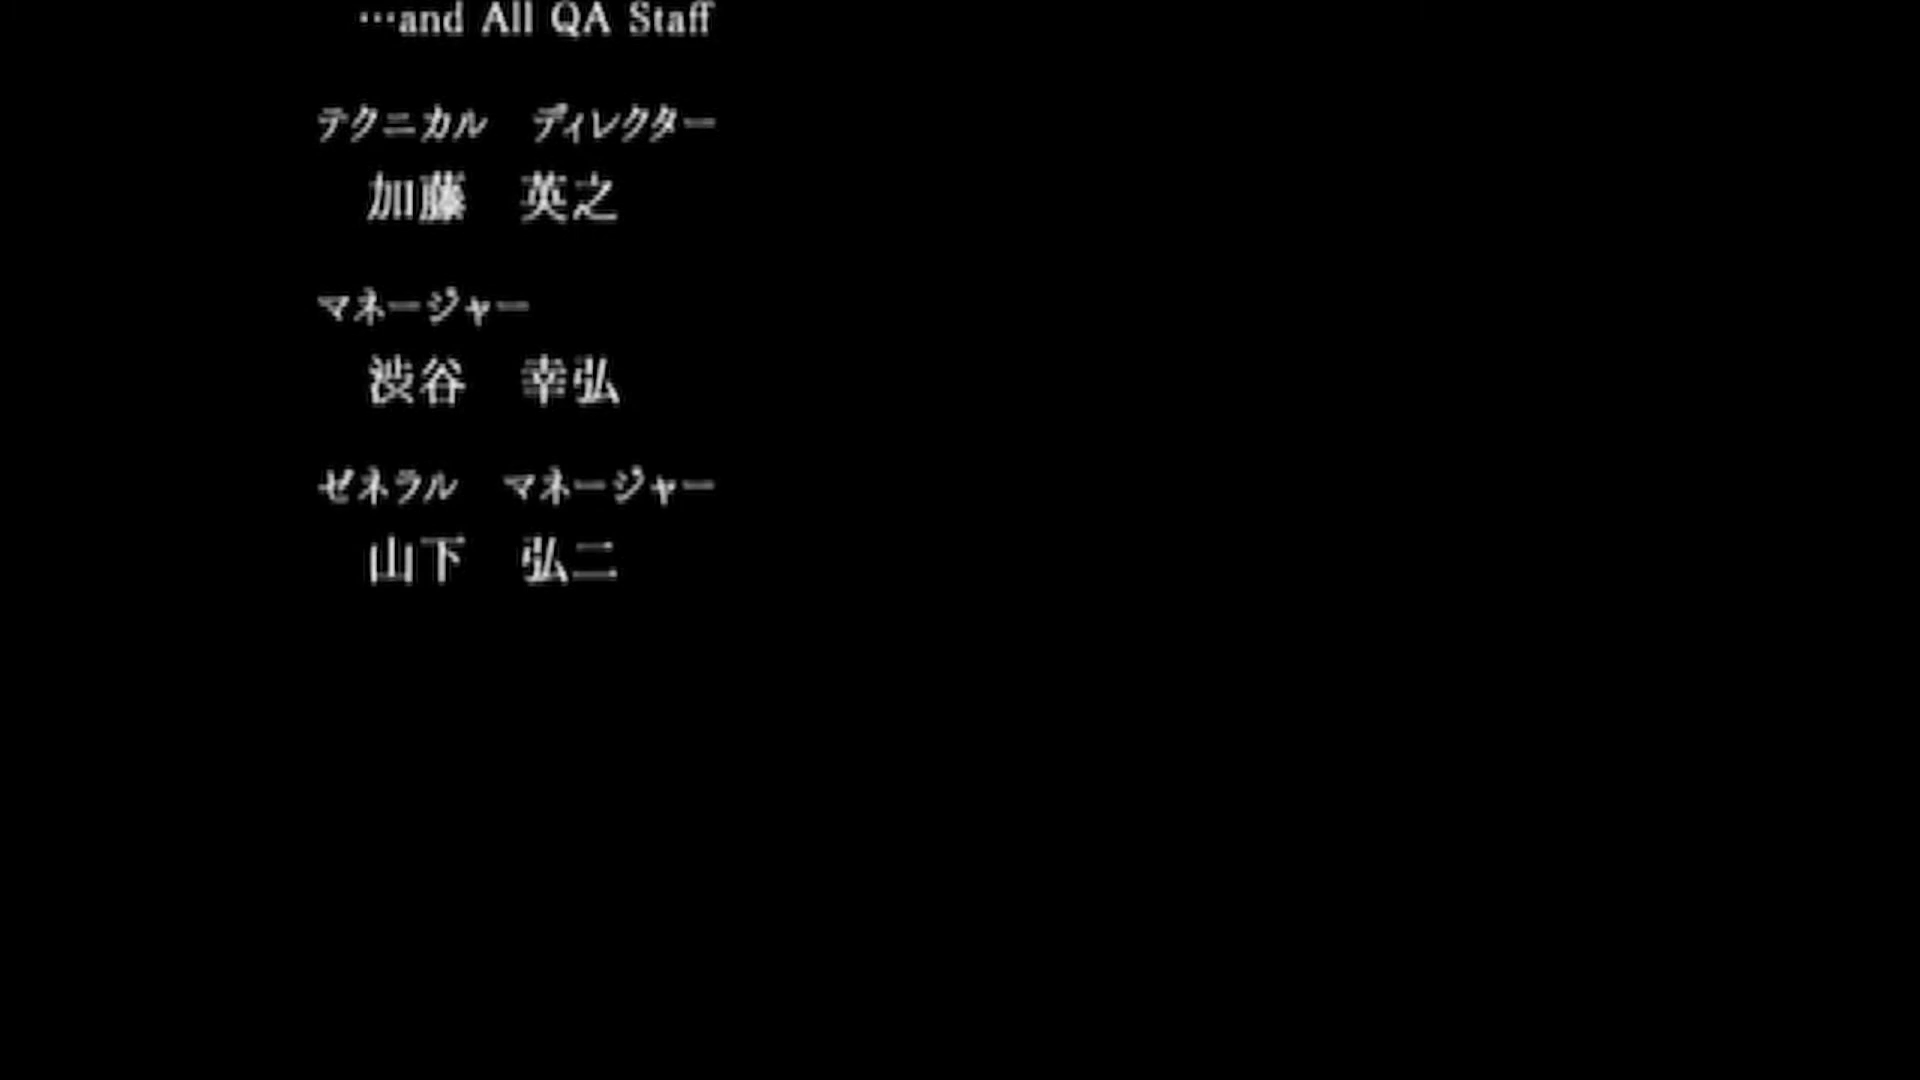 …and All QA Staff
テクニカル　ディレクター
加藤　英之
マネージャー
渋谷　幸弘
ゼネラル　マネージャー
山下　弘二